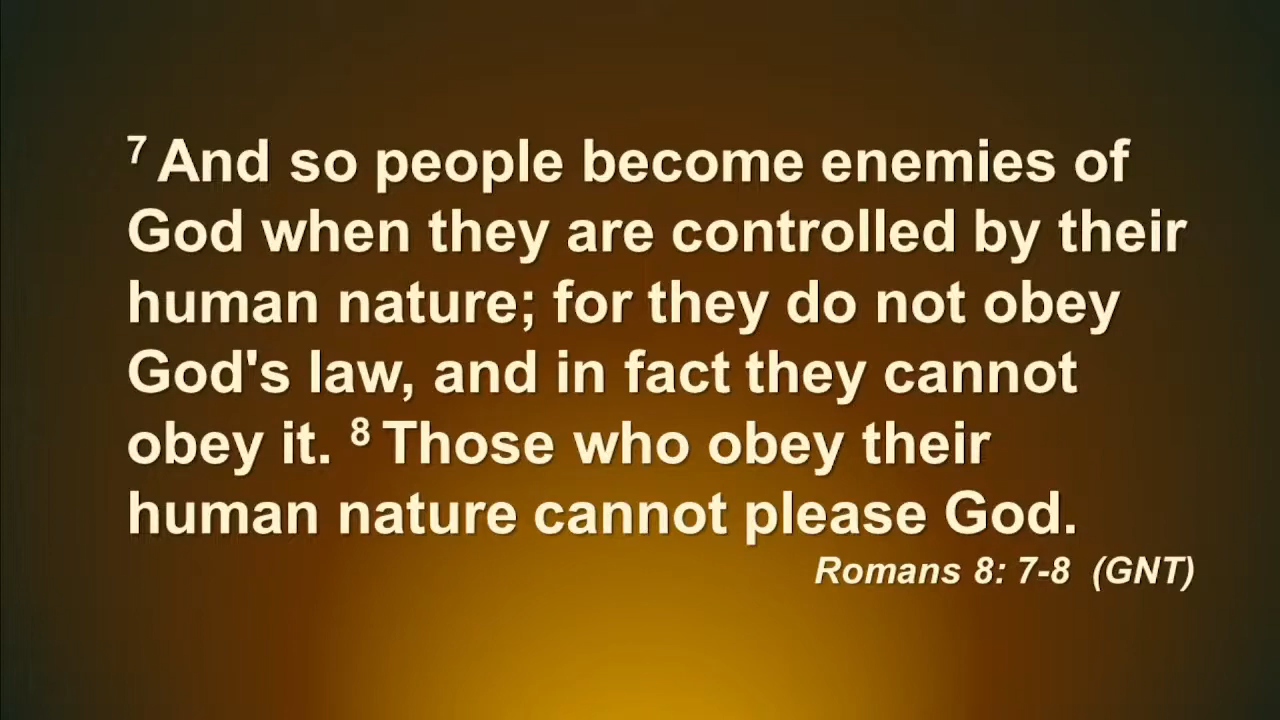 7 And so people become enemies of
God when they are controlled by their
human nature; for they do not obey
God's law, and in fact they cannot
obey it. 8 Those who obey their
human nature cannot please God.
Romans 8: 7-8 (GNT)